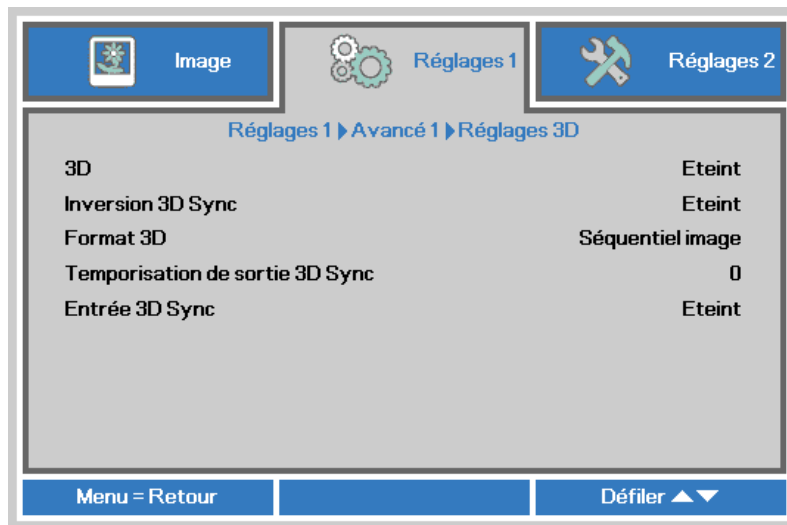 Image Réglages 1 Réglages 2
Réglages 1 Avancé 1 Réglages 3D
3D Eteint
Inversion 3D Sync Eteint
Format 3D Séquentiel image
Temporisation de sortie 3D Sync 0
Entrée 3D Sync Eteint
Menu = Retour Défiler